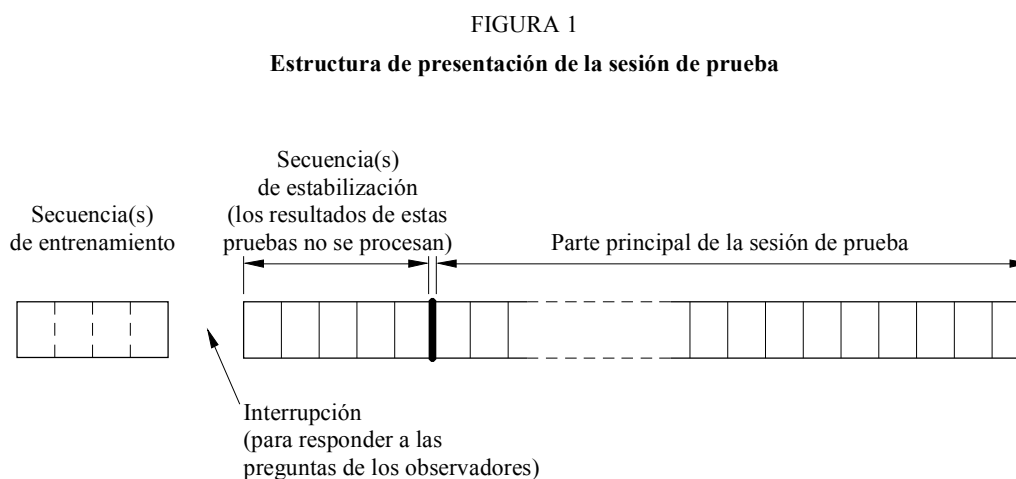 FIGURA 1
Estructura de presentación de la sesión de prueba
Secuencia(s)
de entrenamiento
Secuencia(s)
de estabilización
(los resultados de estas
pruebas no se procesan)
Parte principal de la sesión de prueba
Interrupción
(para responder a las
preguntas de los observadores)